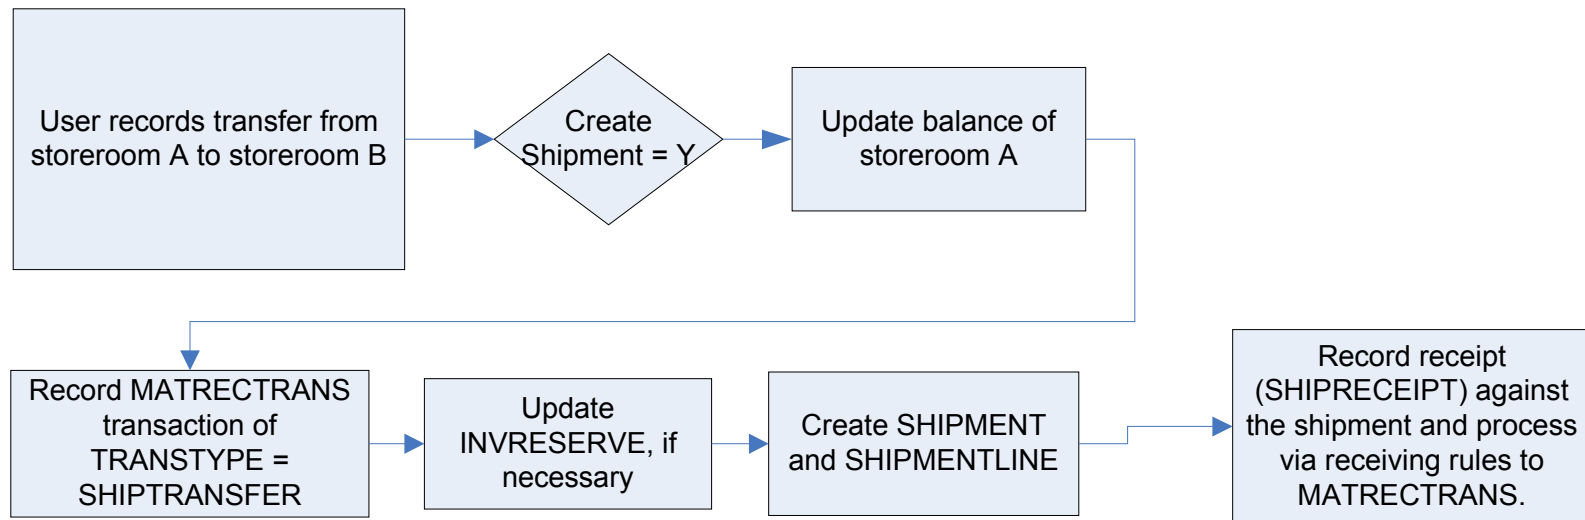 User records transfer from
storeroom A to storeroom B
Create
Shipment = Y
Update balance of
storeroom A
Record MATRECTRANS
transaction of
TRANSTYPE =
SHIPTRANSFER
Update
INVRESERVE, if
necessary
Create SHIPMENT
and SHIPMENTLINE
Record receipt
(SHIPRECEIPT) against
the shipment and process
via receiving rules to
MATRECTRANS.